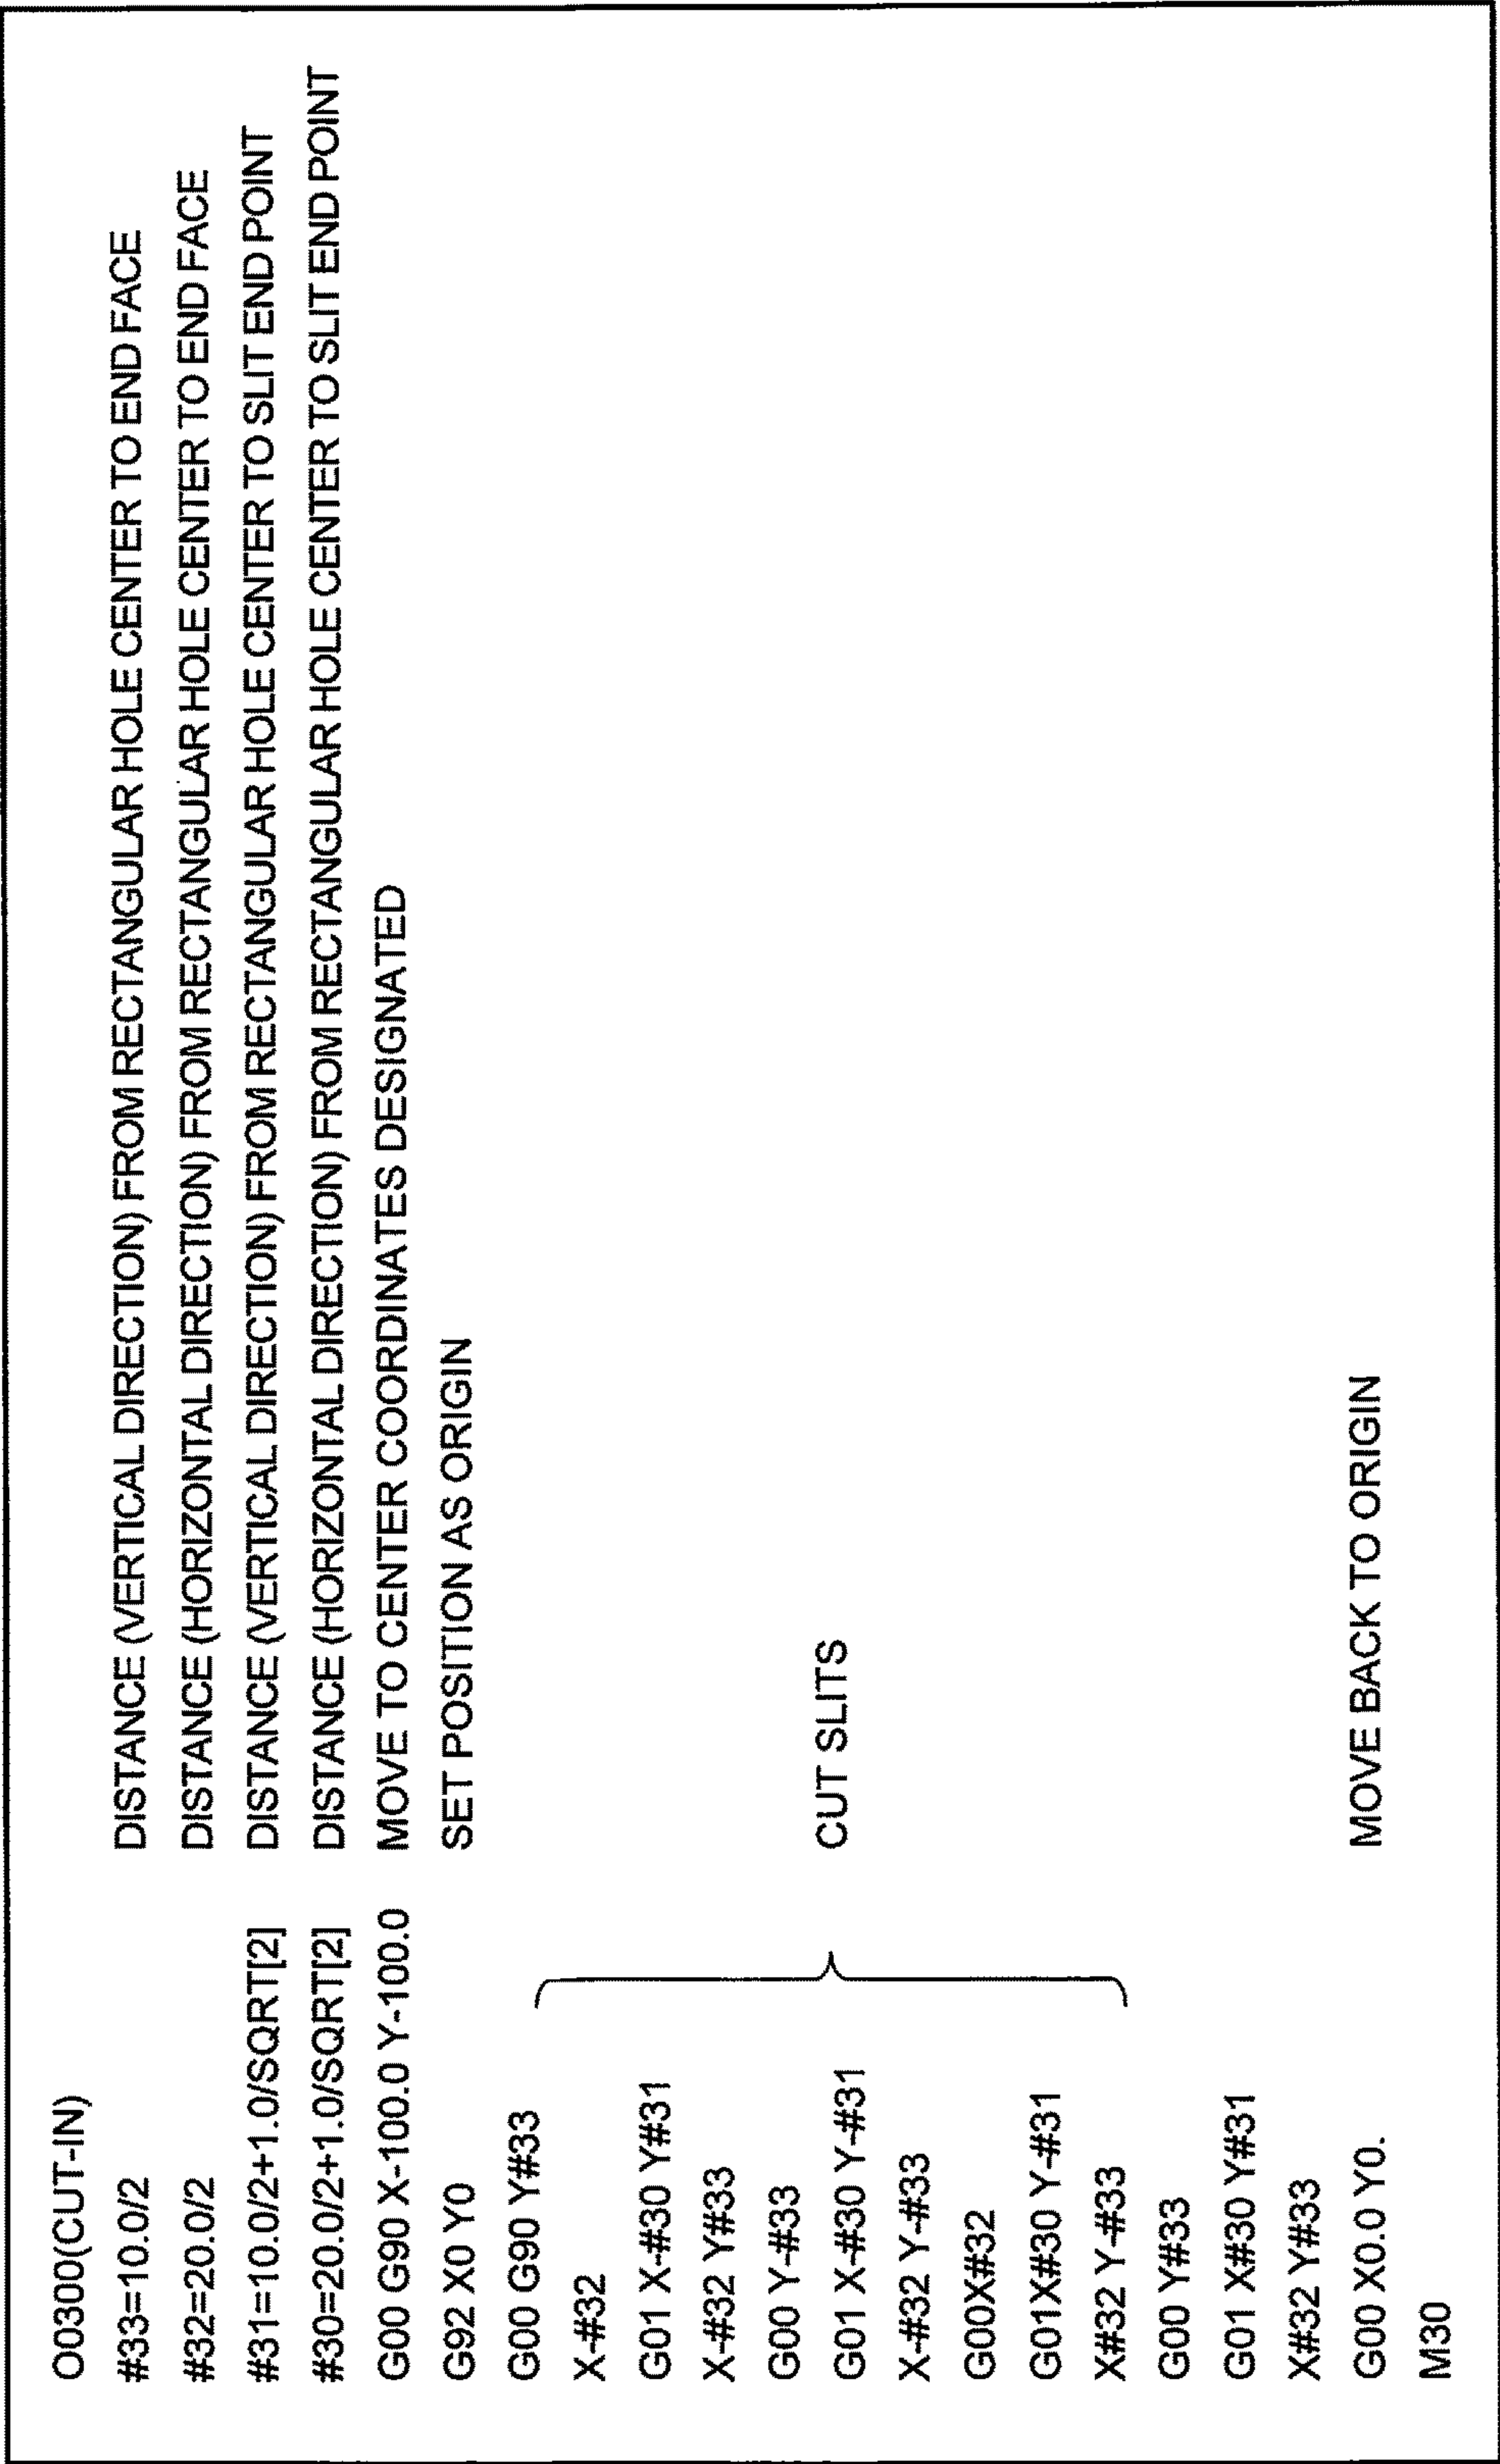 O0300(CUT-IN)
#33=10.0/2 DISTANCE (VERTICAL DIRECTION) FROM RECTANGULAR HOLE CENTER TO END FACE
#32=20.0/2 DISTANCE (HORIZONTAL DIRECTION) FROM RECTANGULAR HOLE CENTER TO END FACE
#31=10.0/2+1.0/SQRT[2] DISTANCE (VERTICAL DIRECTION) FROM RECTANGULAR HOLE CENTER TO SLIT END POINT
#30=20.0/2+1.0/SQRT[2] DISTANCE (HORIZONTAL DIRECTION) FROM RECTANGULAR HOLE CENTER TO SLIT END POINT
G00 G90 X-100.0 Y-100.0 MOVE TO CENTER COORDINATES DESIGNATED
G92 X0 Y0 SET POSITION AS ORIGIN
G00 G90 Y#33
X-#32
G01 X-#30 Y#31
X-#32 Y#33
G00 Y-#33
G01 X-#30 Y-#31 CUT SLITS
X-#32 Y-#33
G00X#32
G01X#30 Y-#31
X#32 Y-#33
G00 Y#33
G01 X#30 Y#31
X#32 Y#33
G00 X0.0 Y0. MOVE BACK TO ORIGIN
M30